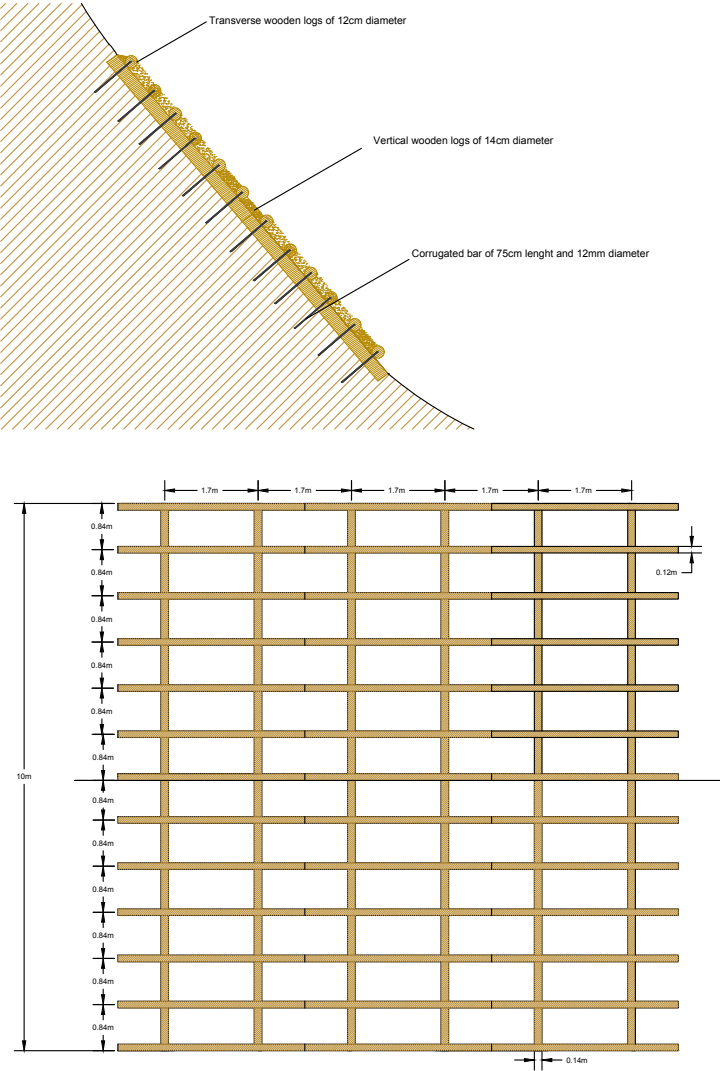 Transverse wooden logs of 12cm diameter
Vertical wooden logs of 14cm diameter
Corrugated bar of 75cm lenght and 12mm diameter
1.7m 1.7m 1.7m 1.7m 1.7m
0.84m
0.84m
0.12m
0.84m
0.84m
0.84m
0.84m
10m
0.84m
0.84m
0.84m
0.84m
0.84m
0.84m
0.14m